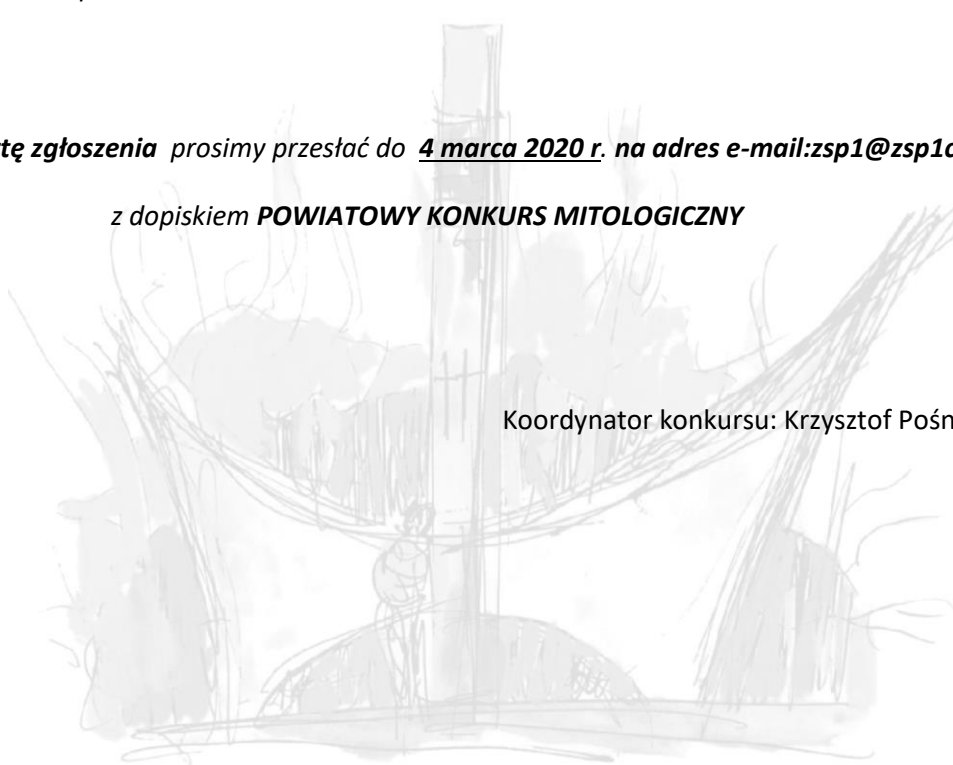 tę zgłoszenia prosimy przesłać do 4 marca 2020 r. na adres e-mail:zsp1@zsp1
z dopiskiem POWIATOWY KONKURS MITOLOGICZNY
Koordynator konkursu: Krzysztof Pośn